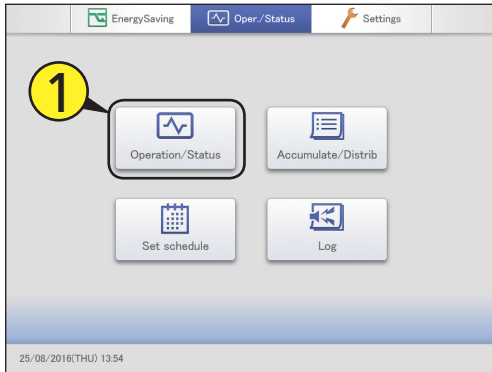 EnergySaving Oper./Status Settings
1
Operation/Status Accumulate/Distrib
Set schedule Log
25/08/2016(THU) 13:54